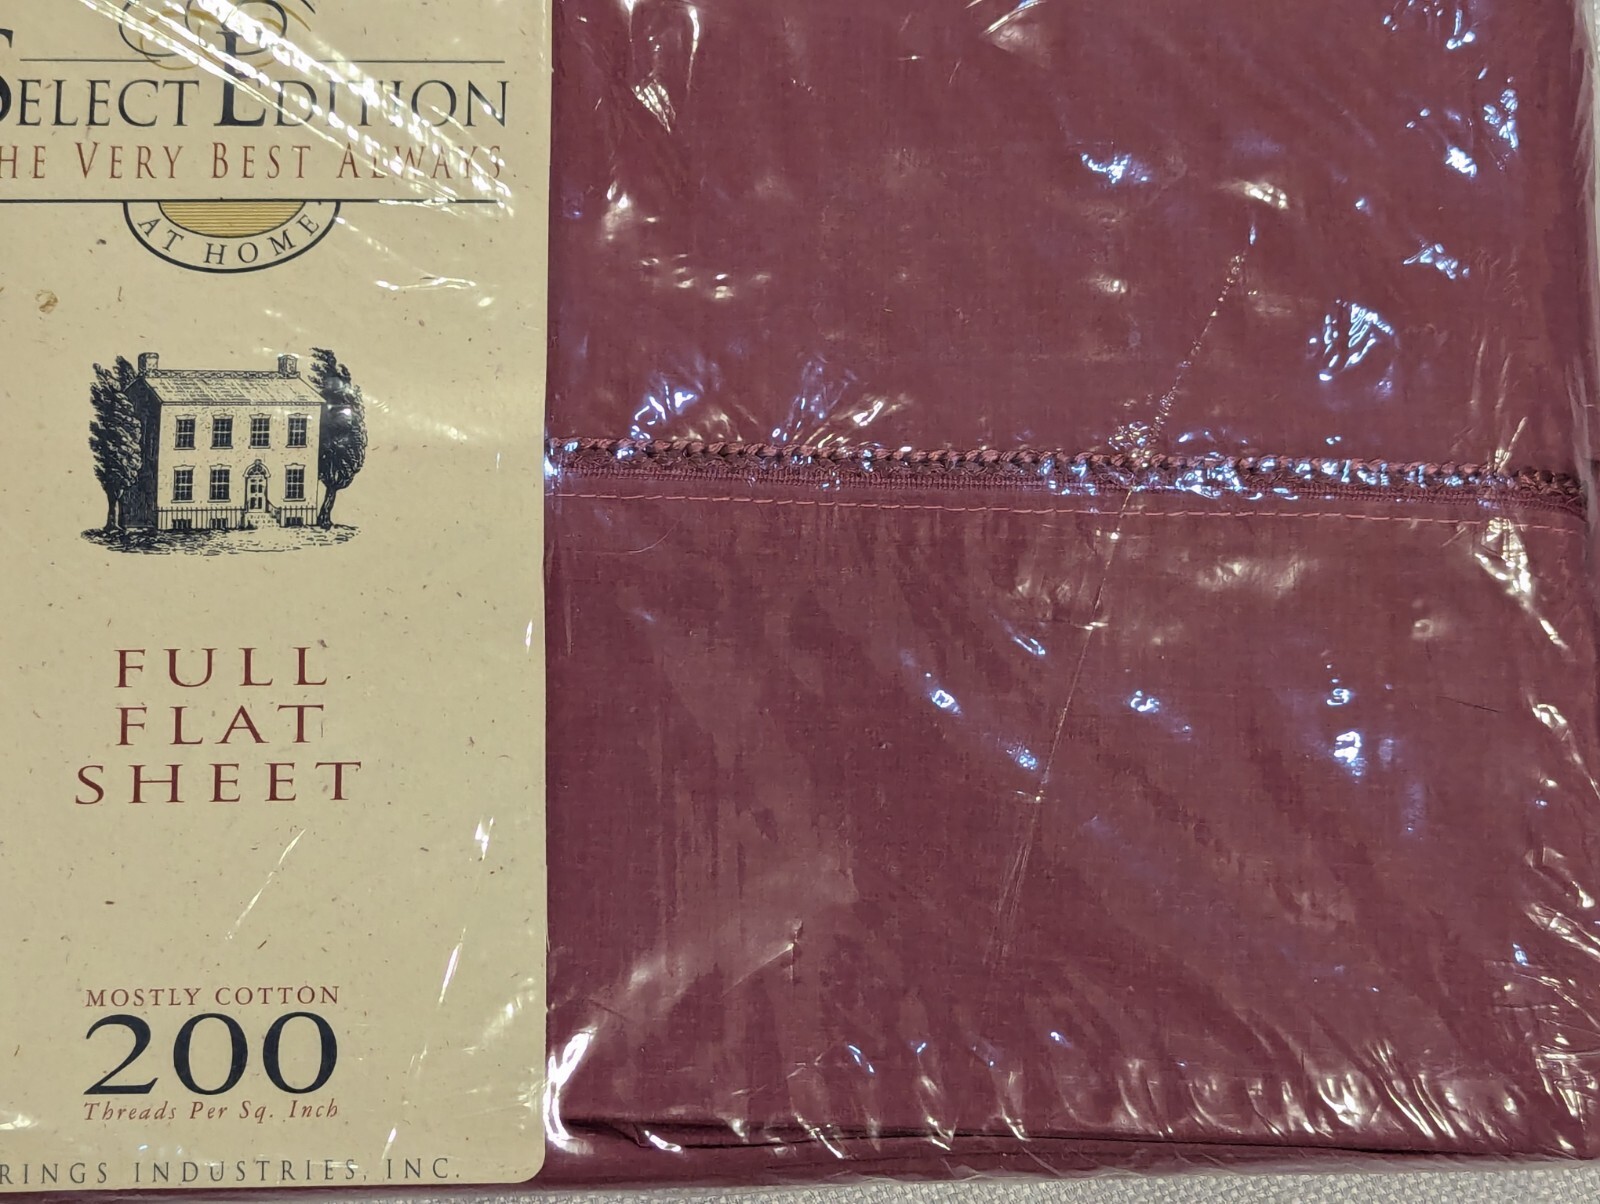 SELECT EDITION
HE VERY BEST ALWAYS
AT HOME
FULL
FLAT
SHEET
MOSTLY COTTON
200
Threads Per Sq. Inch
RINGS INDUSTRIES, INC.